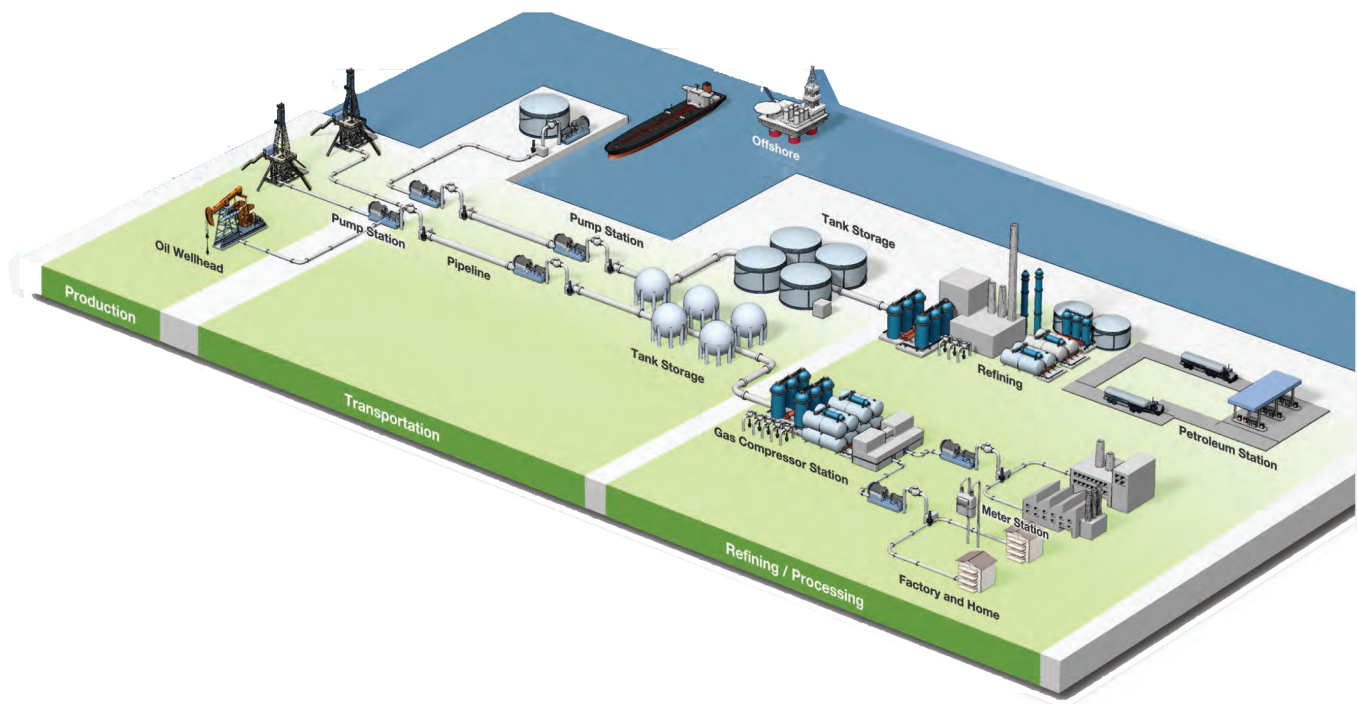 Offshore
Pump Station
Tank Storage
Oil Wellhead
Pump Station
Pipeline
Tank Storage
Refining
Petroleum Station
Gas Compressor Station
Meter Station
Factory and Home
Production
Transportation
Refining / Processing